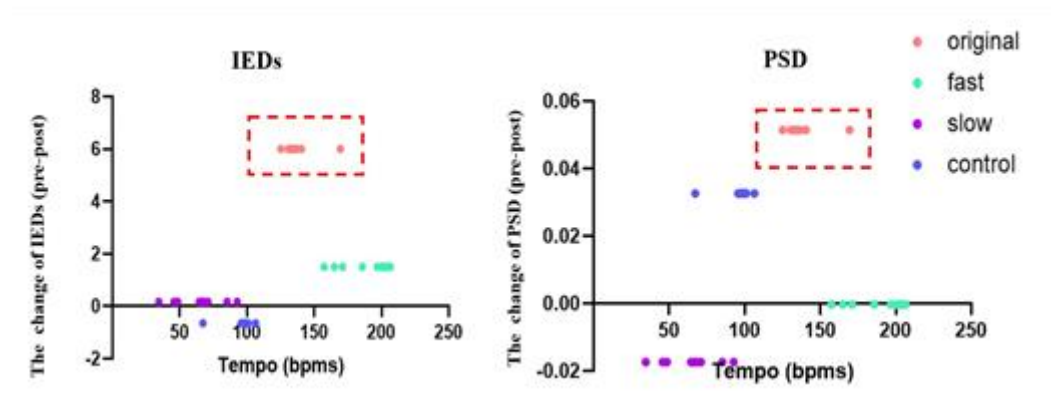 IEDs
The change of IEDs (pre-post)
8
6
4
2
0
-2
50 100 150 200 250
Tempo (bpms)
PSD
The change of PSD (pre-post)
0.06
0.04
0.02
0.00
-0.02
50 100 150 200 250
Tempo (bpms)
original
fast
slow
control